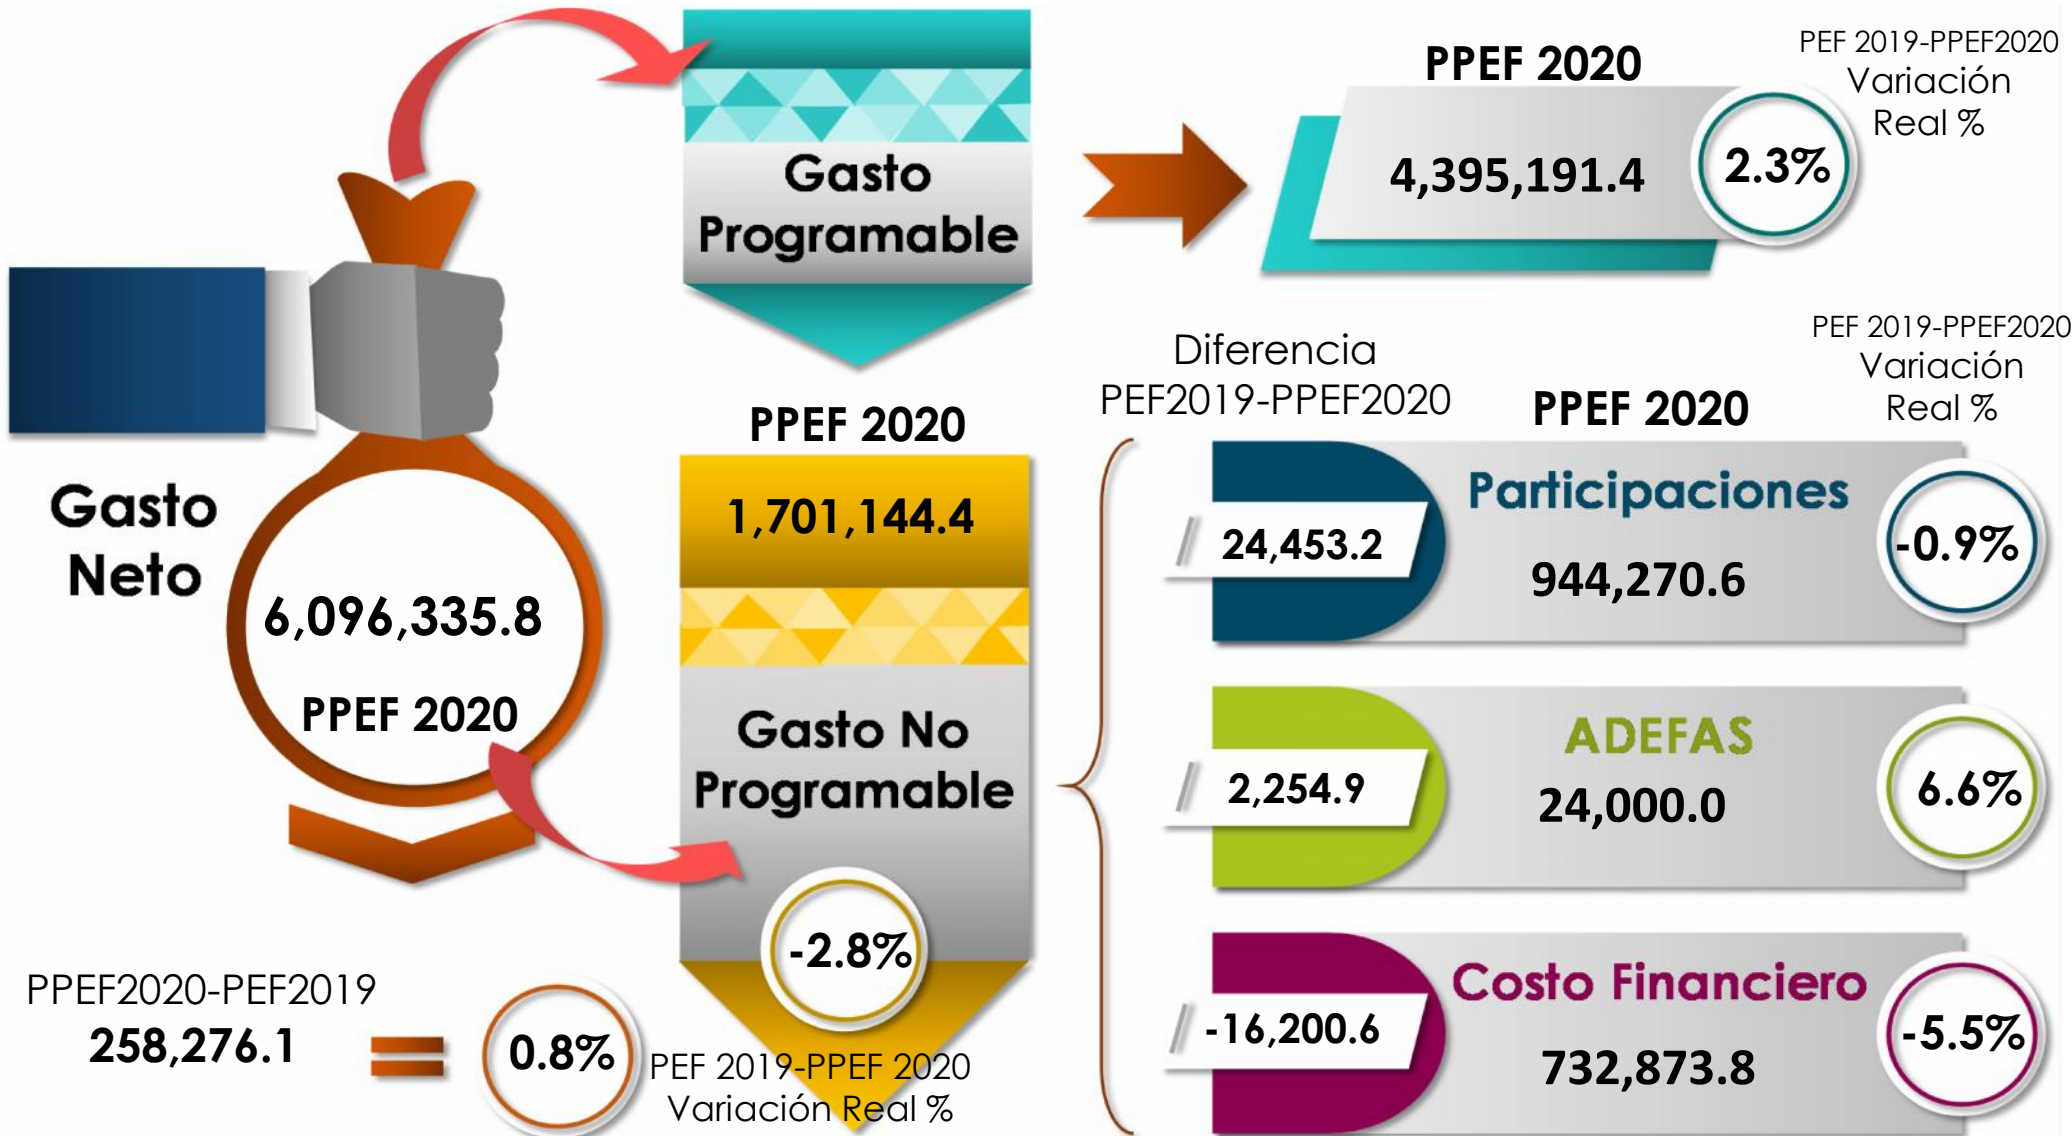 Gasto
Neto
6,096,335.8
PPEF 2020
PPEF2020-PEF2019
258,276.1
0.8%
PEF 2019-PPEF 2020
Variación Real %
Gasto
Programable
PPEF 2020
4,395,191.4
PEF 2019-PPEF2020
Variación
Real %
2.3%
PPEF 2020
1,701,144.4
Gasto No
Programable
-2.8%
Diferencia
PEF2019-PPEF2020
PPEF 2020
PEF 2019-PPEF2020
Variación
Real %
/ 24,453.2
Participaciones
944,270.6
-0.9%
/ 2,254.9
ADEFAS
24,000.0
6.6%
/ -16,200.6
Costo Financiero
732,873.8
-5.5%